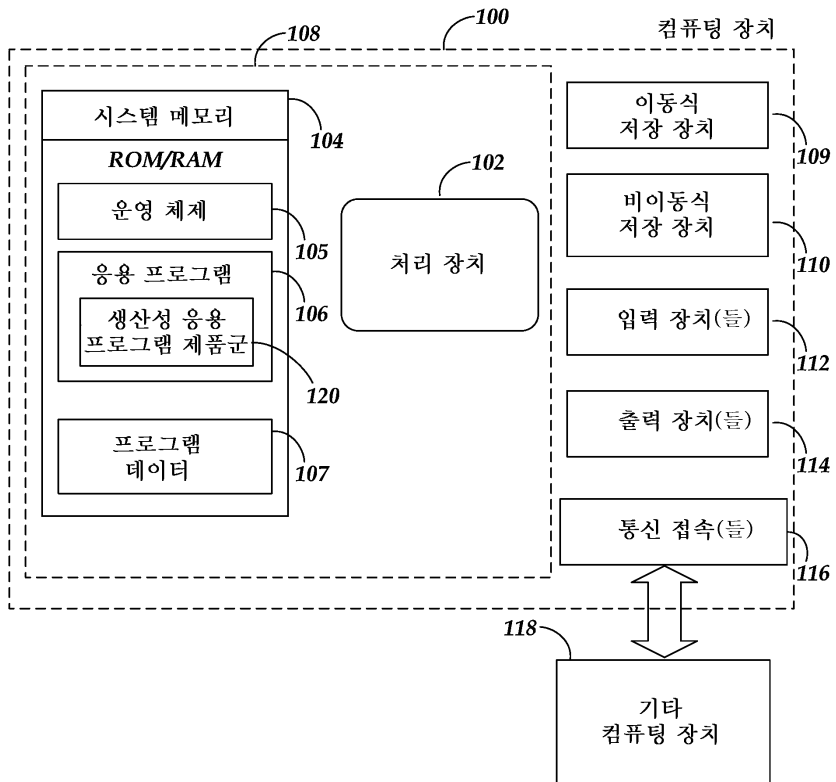 컴퓨팅 장치
100
108
시스템 메모리
104
ROM/RAM
운영 체제
105
응용 프로그램
106
생산성 응용
프로그램 제품군
120
프로그램
데이터
107
102
처리 장치
이동식
저장 장치
109
비이동식
저장 장치
110
입력 장치(들)
112
출력 장치(들)
114
통신 접속(들)
116
118
기타
컴퓨팅 장치